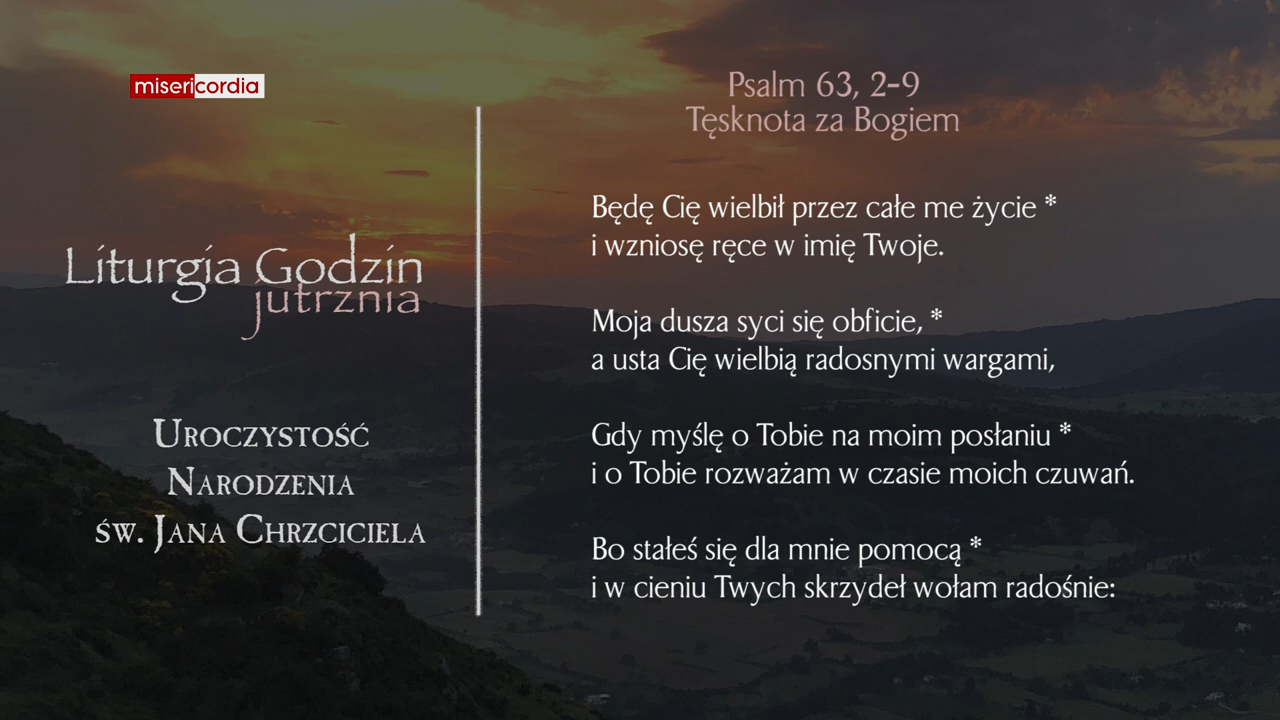 misericordia
Liturgia Godzin
jutrznia
Uroczystość
Narodzenia
św. Jana Chrzciciela
Psalm 63, 2-9
Tęsknota za Bogiem
Będę Cię wielbił przez całe me życie *
i wzniosę ręce w imię Twoje.
Moja dusza syci się obficie, *
a usta Cię wielbią radosnymi wargami,
Gdy myślę o Tobie na moim posłaniu *
i o Tobie rozważam w czasie moich czuwań.
Bo stałeś się dla mnie pomocą *
i w cieniu Twych skrzydeł wołam radośnie: